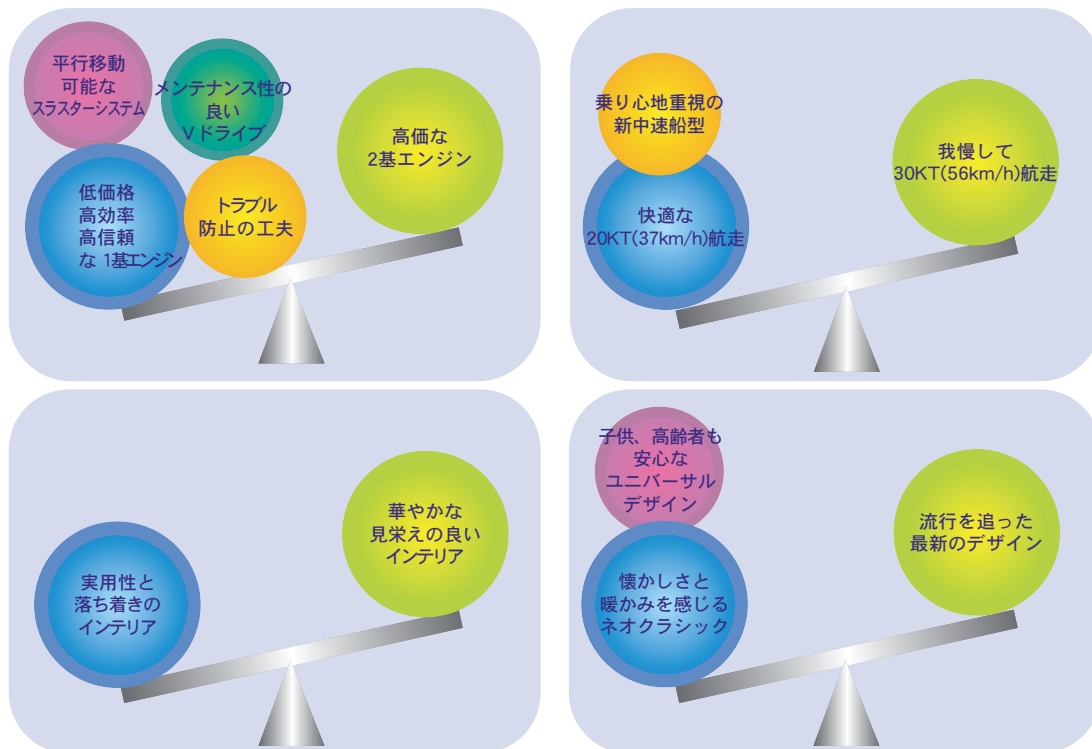 平行移動
可能な
スラスターシステム
メンテナンス性の
良い
Vドライブ
低価格
高効率
高信頼
な 1基エンジン
トラブル
防止の工夫
高価な
2基エンジン
乗り心地重視の
新中速船型
快適な
20KT(37km/h)航走
我慢して
30KT(56km/h)航走
実用性と
落ち着きの
インテリア
華やかな
見栄えの良い
インテリア
子供、高齢者も
安心な
ユニバーサル
デザイン
懐かしさと
暖かみを感じる
ネオクラシック
流行を追った
最新のデザイン